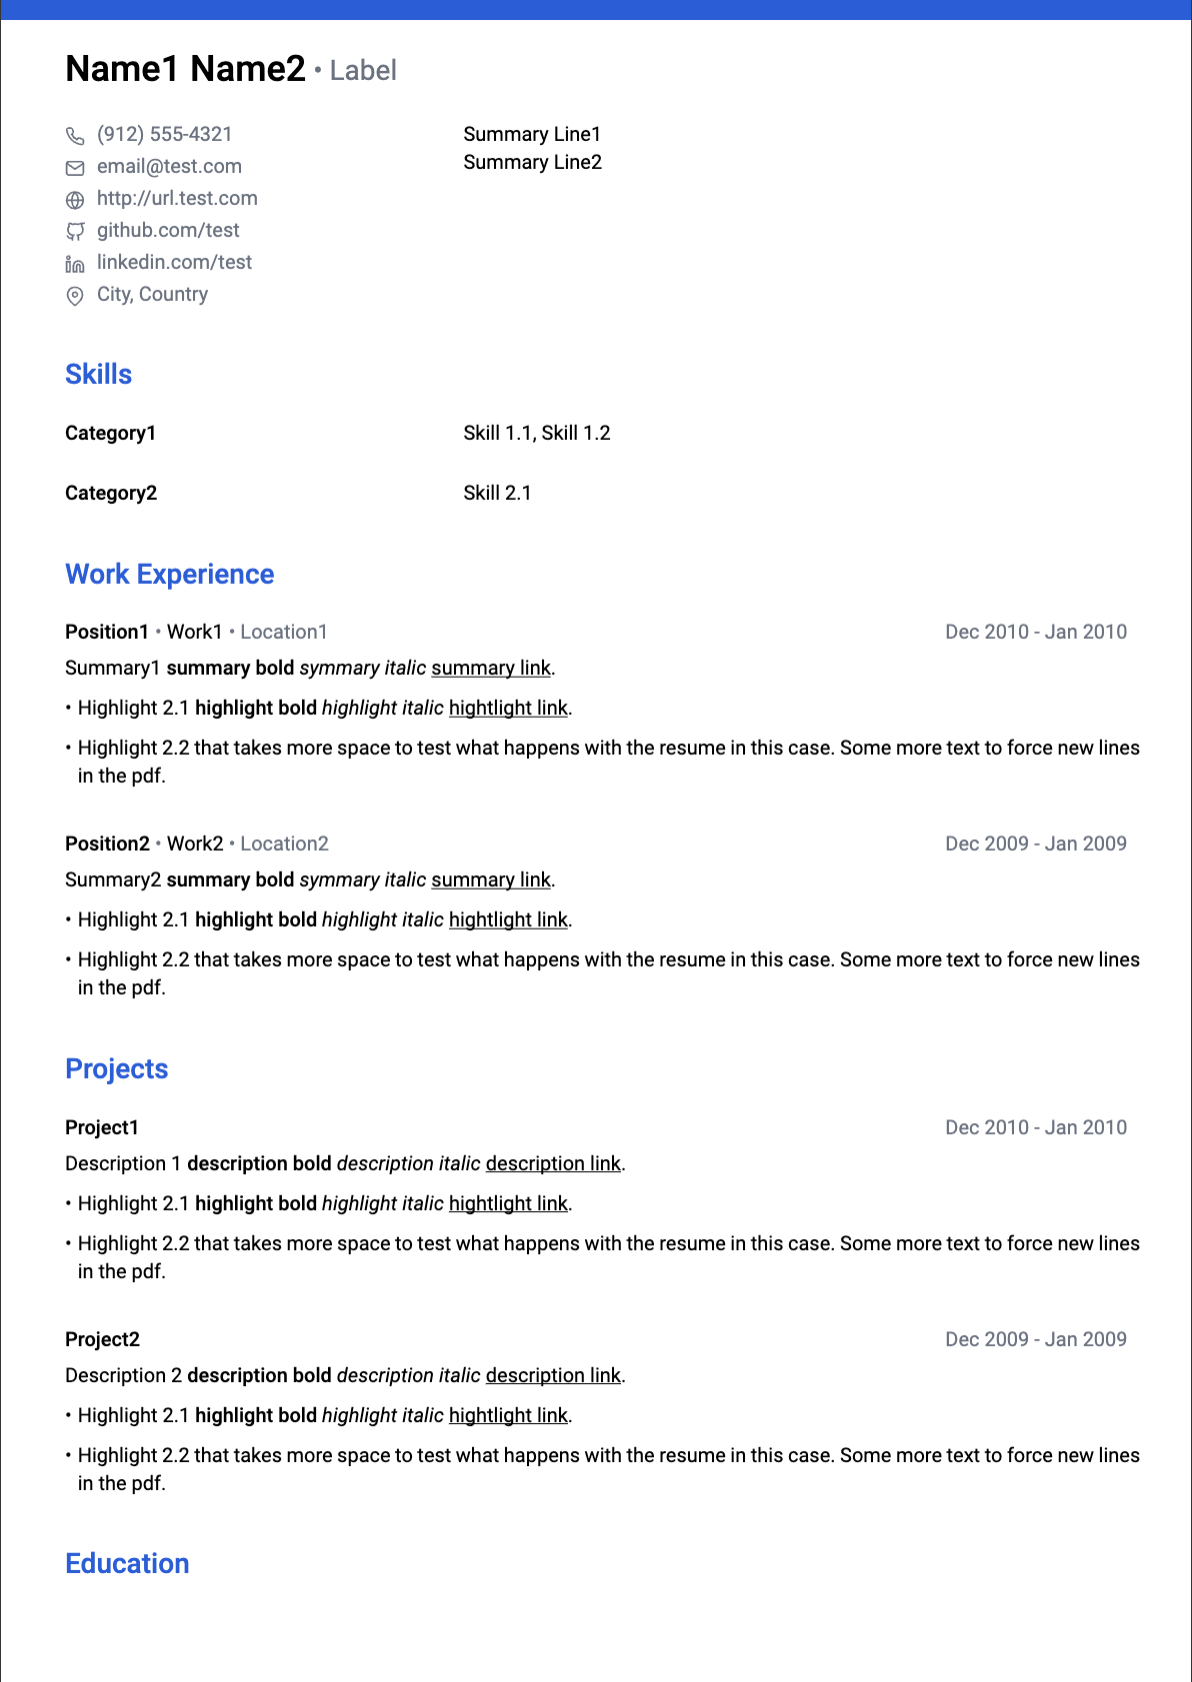 Name1 Name2 • Label
(912) 555-4321
email@test.com
http://url.test.com
github.com/test
linkedin.com/test
City, Country
Summary Line1
Summary Line2
Skills
Category1 Skill 1.1, Skill 1.2
Category2 Skill 2.1
Work Experience
Position1 • Work1 • Location1 Dec 2010 - Jan 2010
Summary1 summary bold symmary italic summary link.
• Highlight 2.1 highlight bold highlight italic hightlight link.
• Highlight 2.2 that takes more space to test what happens with the resume in this case. Some more text to force new lines
in the pdf.
Position2 • Work2 • Location2 Dec 2009 - Jan 2009
Summary2 summary bold symmary italic summary link.
• Highlight 2.1 highlight bold highlight italic hightlight link.
• Highlight 2.2 that takes more space to test what happens with the resume in this case. Some more text to force new lines
in the pdf.
Projects
Project1 Dec 2010 - Jan 2010
Description 1 description bold description italic description link.
• Highlight 2.1 highlight bold highlight italic hightlight link.
• Highlight 2.2 that takes more space to test what happens with the resume in this case. Some more text to force new lines
in the pdf.
Project2 Dec 2009 - Jan 2009
Description 2 description bold description italic description link.
• Highlight 2.1 highlight bold highlight italic hightlight link.
• Highlight 2.2 that takes more space to test what happens with the resume in this case. Some more text to force new lines
in the pdf.
Education